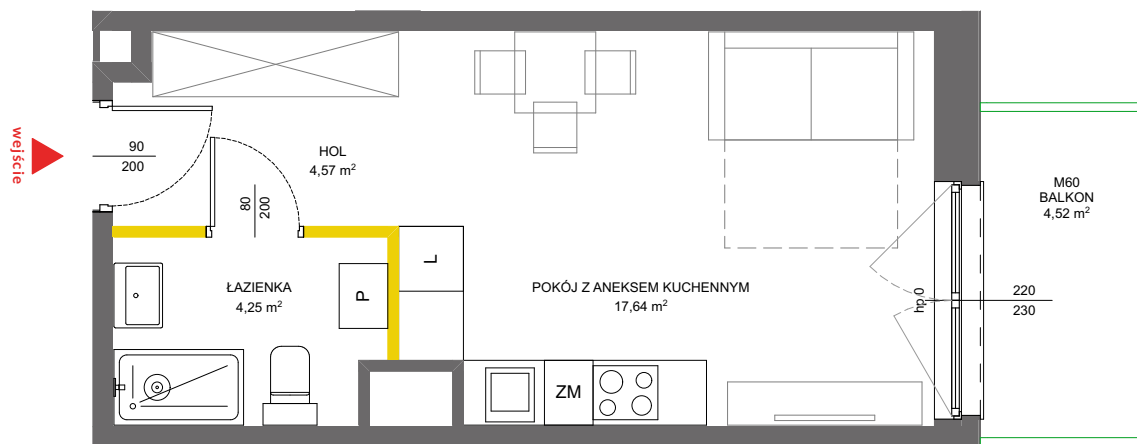 wejście
90
200
HOL
4,57 m²
80
200
ŁAZIENKA
4,25 m²
P
L
POKÓJ Z ANEKSEM KUCHENNYM
17,64 m²
ZM
hp.0
220
230
M60
BALKON
4,52 m²